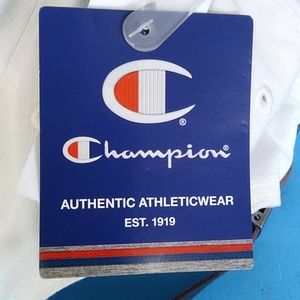 Champion®
AUTHENTIC ATHLETICWEAR
EST. 1919